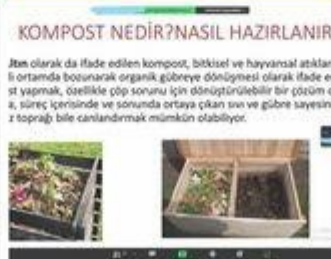 KOMPOST NEDİR?NASIL HAZIRLANIR
olarak da ifade edilen kompost, bitkisel ve hayvansal atıklar
li ortamda bozunarak organik gübreye dönüşmesi olarak ifade e
st yapmak, özellikle çöp sorunu için dönüştürülebilir bir çözüm o
a, süreç içerisinde ve sonunda ortaya çıkan sıvı ve gübre sayesin
z toprağı bile canlandırmak mümkün olabiliyor.